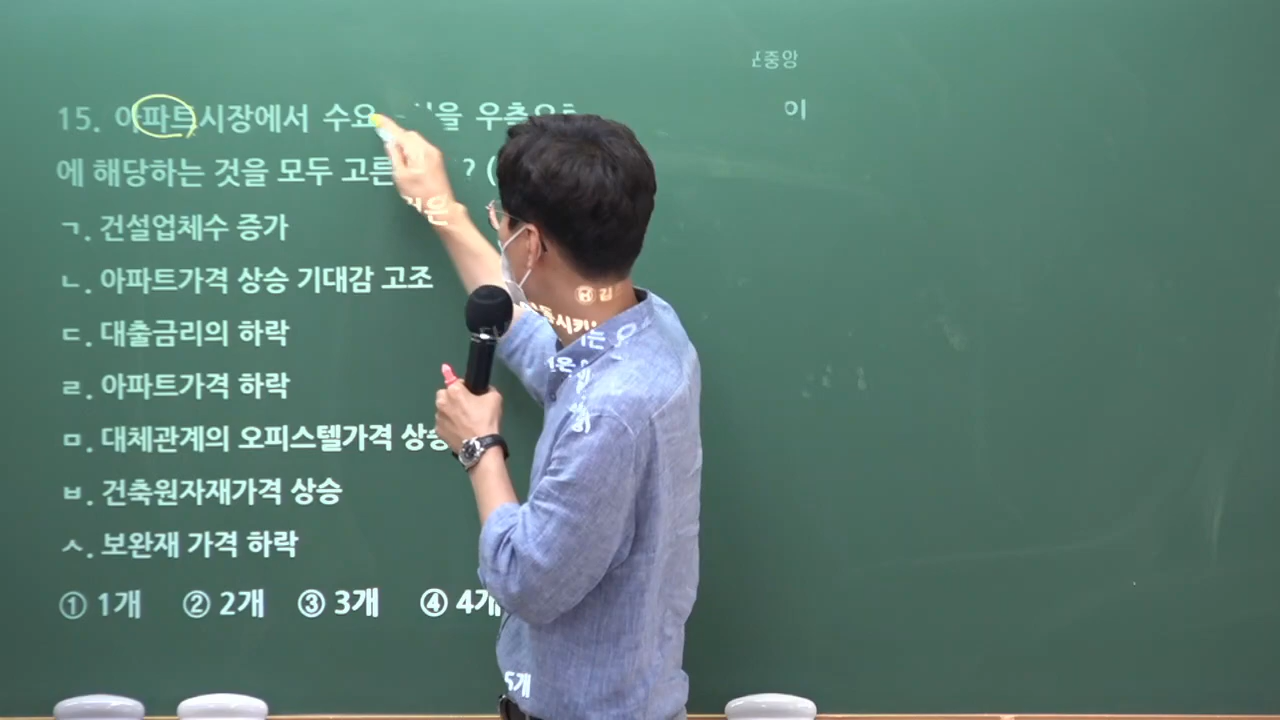 15. 아파트시장에서 수요
에 해당하는 것을 모두 고른 ? (
ㄱ. 건설업체수 증가
ㄴ. 아파트가격 상승 기대감 고조
ㄷ. 대출금리의 하락
ㄹ. 아파트가격 하락
ㅁ. 대체관계의 오피스텔가격 상승
ㅂ. 건축원자재가격 상승
ㅅ. 보완재 가격 하락
① 1개 ② 2개 ③ 3개 ④ 4개
5개
중앙
이